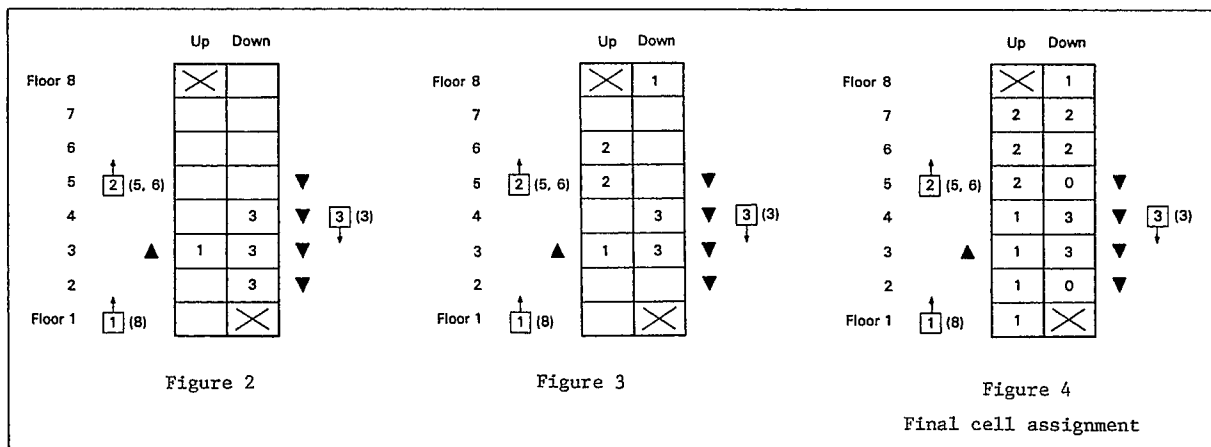 Up Down
Floor 8
7
6
5 2 (5, 6)
4 3 3 (3)
3 1 3
2 3
Floor 1 1 (8)
Figure 2
Up Down
Floor 8 1
7
6 2
5 2 (5, 6) 2
4 3 3 (3)
3 1 3
2
Floor 1 1 (8)
Figure 3
Up Down
Floor 8 1
7 2 2
6 2 2
5 2 (5, 6) 2 0
4 1 3 3 (3)
3 1 3
2 1 0
Floor 1 1 (8) 1
Figure 4
Final cell assignment